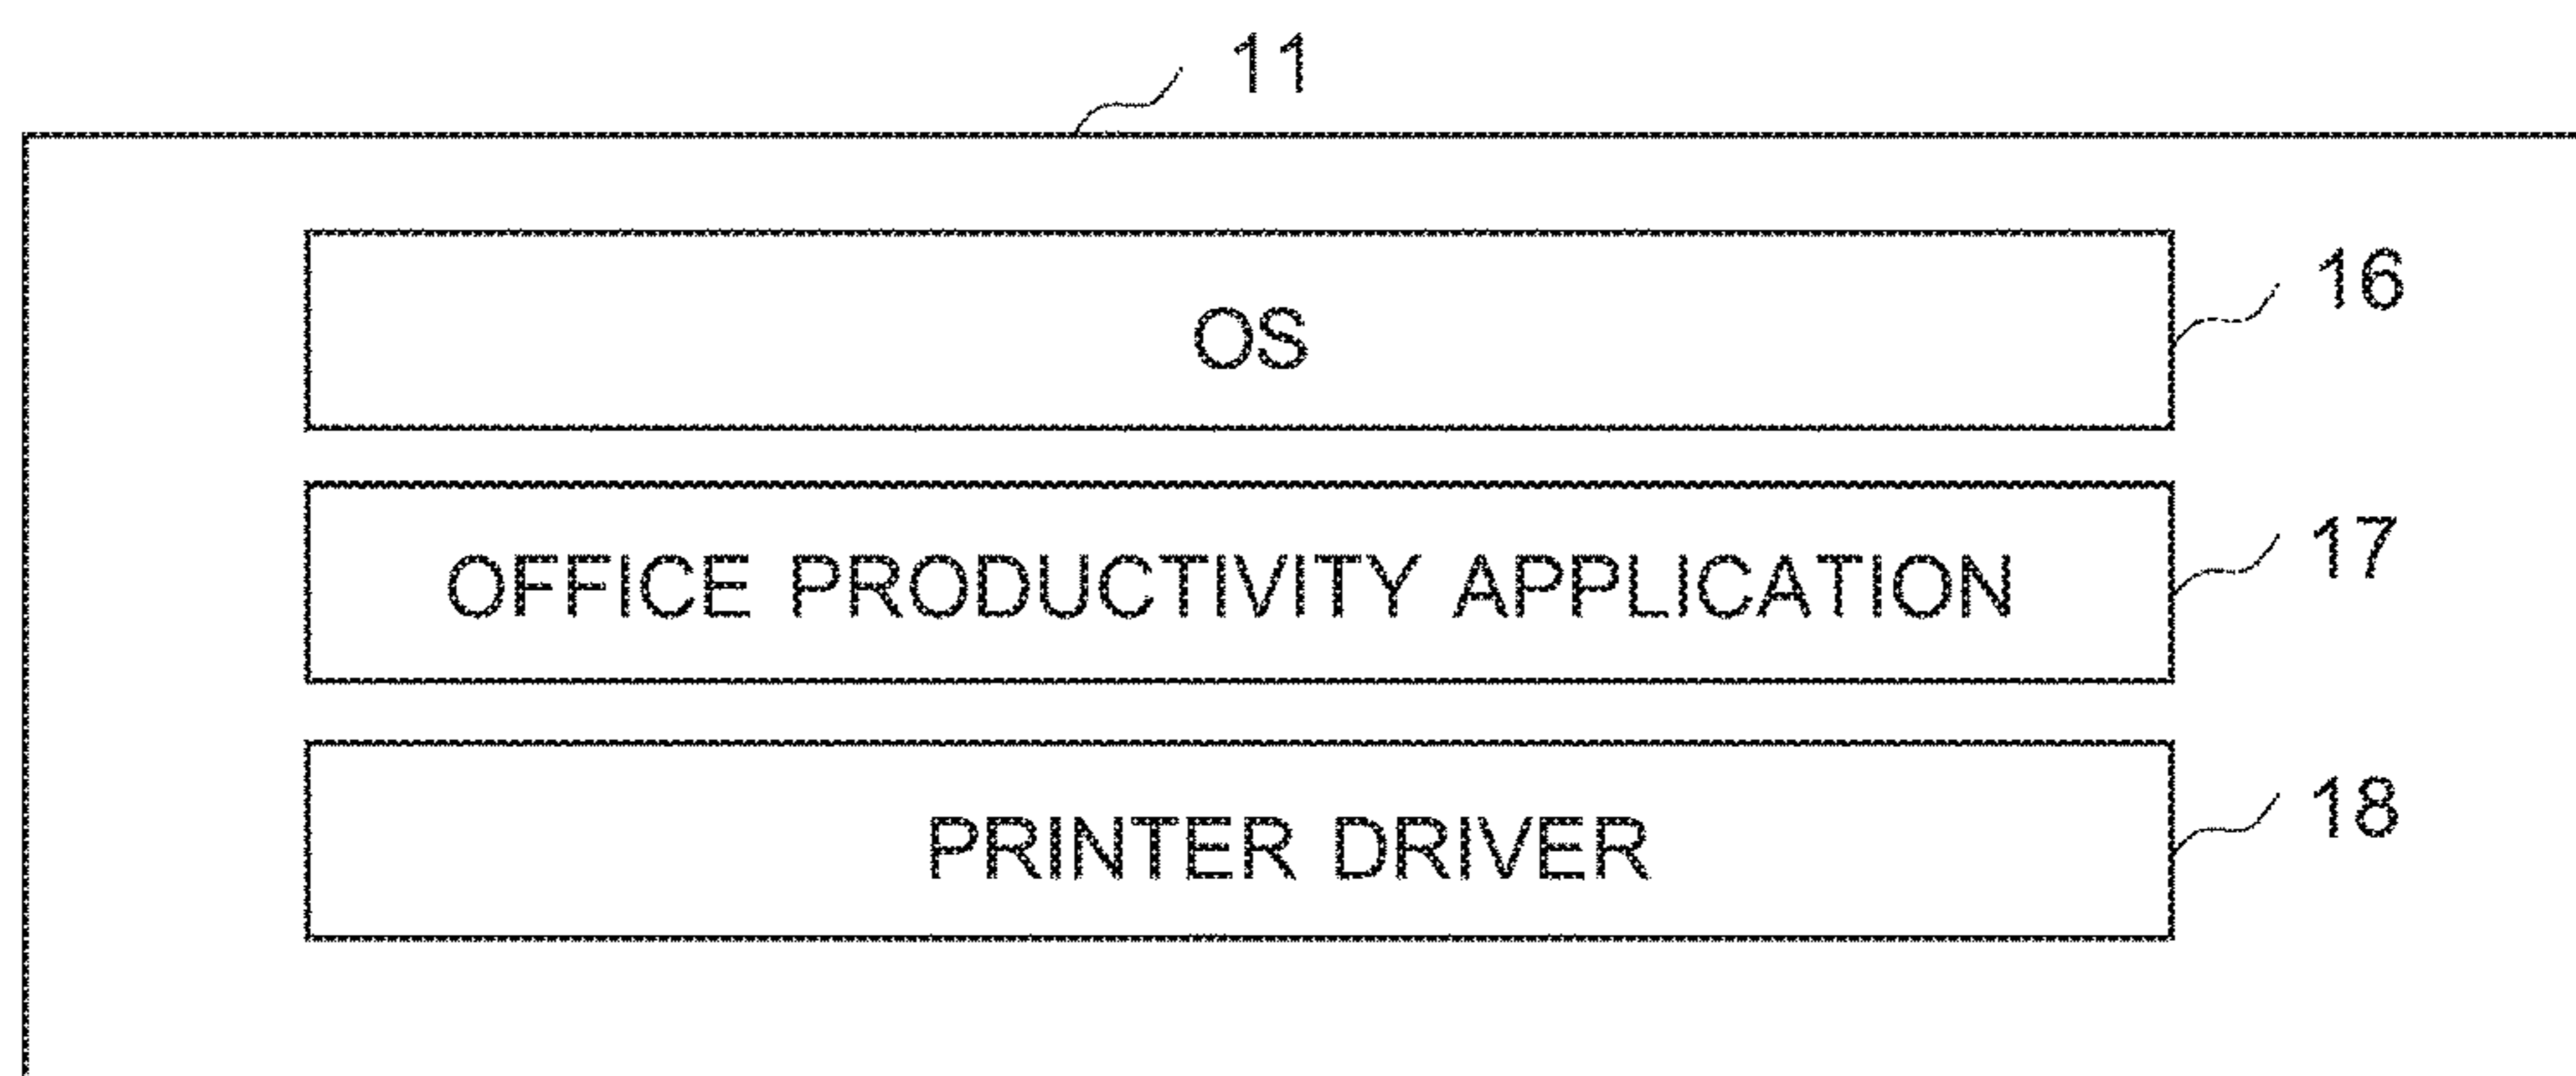 11
OS
16
OFFICE PRODUCTIVITY APPLICATION
17
PRINTER DRIVER
18